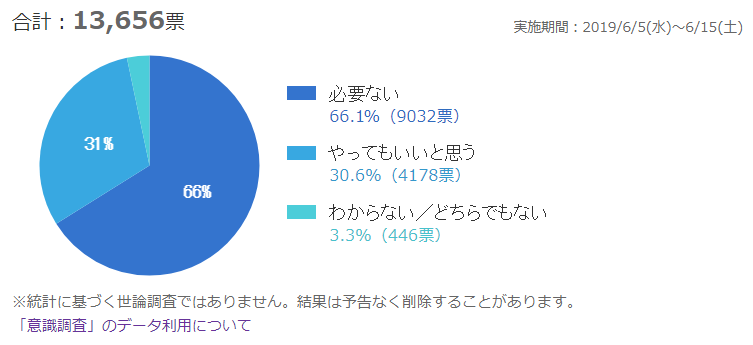 合計：13,656票
実施期間：2019/6/5(水)～6/15(土)
必要ない
66.1%（9032票）
やってもいいと思う
30.6%（4178票）
わからない／どちらでもない
3.3%（446票）
31%
66%
※統計に基づく世論調査ではありません。結果は予告なく削除することがあります。
「意識調査」のデータ利用について